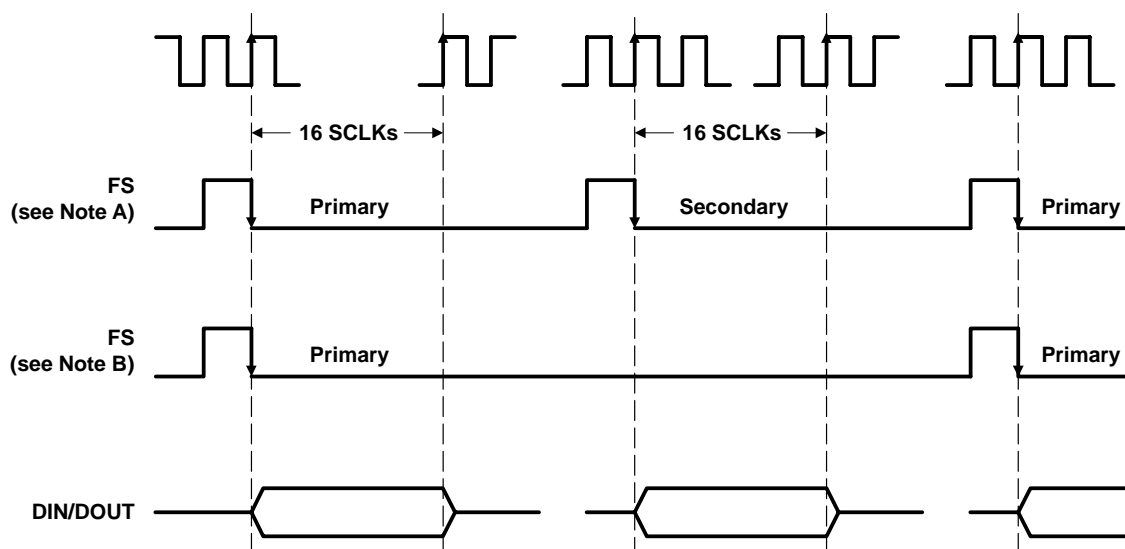 16 SCLKs
16 SCLKs
FS
(see Note A)
Primary
Secondary
Primary
FS
(see Note B)
Primary
Primary
DIN/DOUT